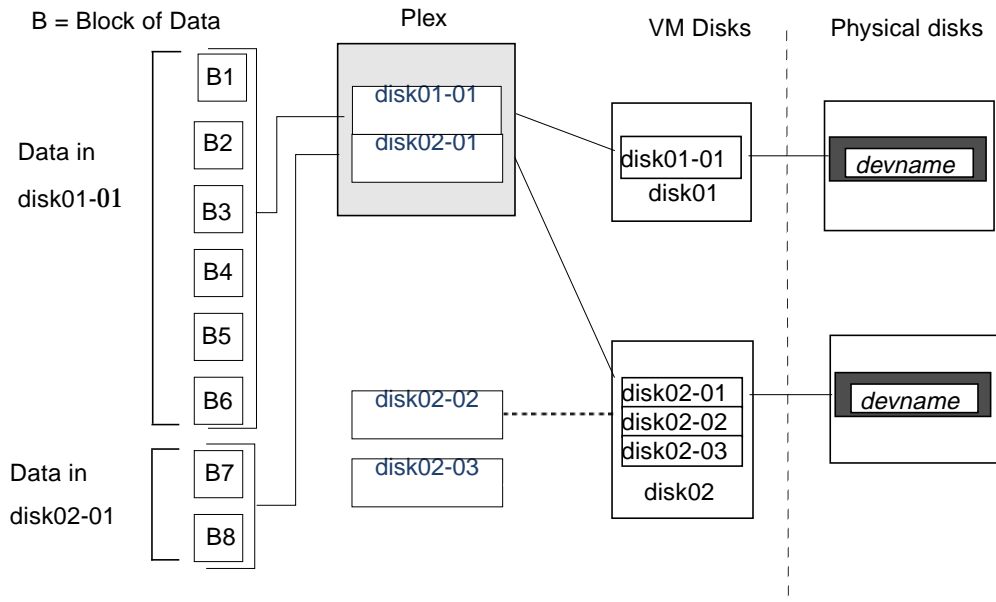 B = Block of Data
Plex
VM Disks
Physical disks
B1
B2
B3
B4
B5
B6
B7
B8
Data in
disk01-01
Data in
disk02-01
disk01-01
disk02-01
disk02-02
disk02-03
disk01-01
disk01
disk02-01
disk02-02
disk02-03
disk02
devname
devname